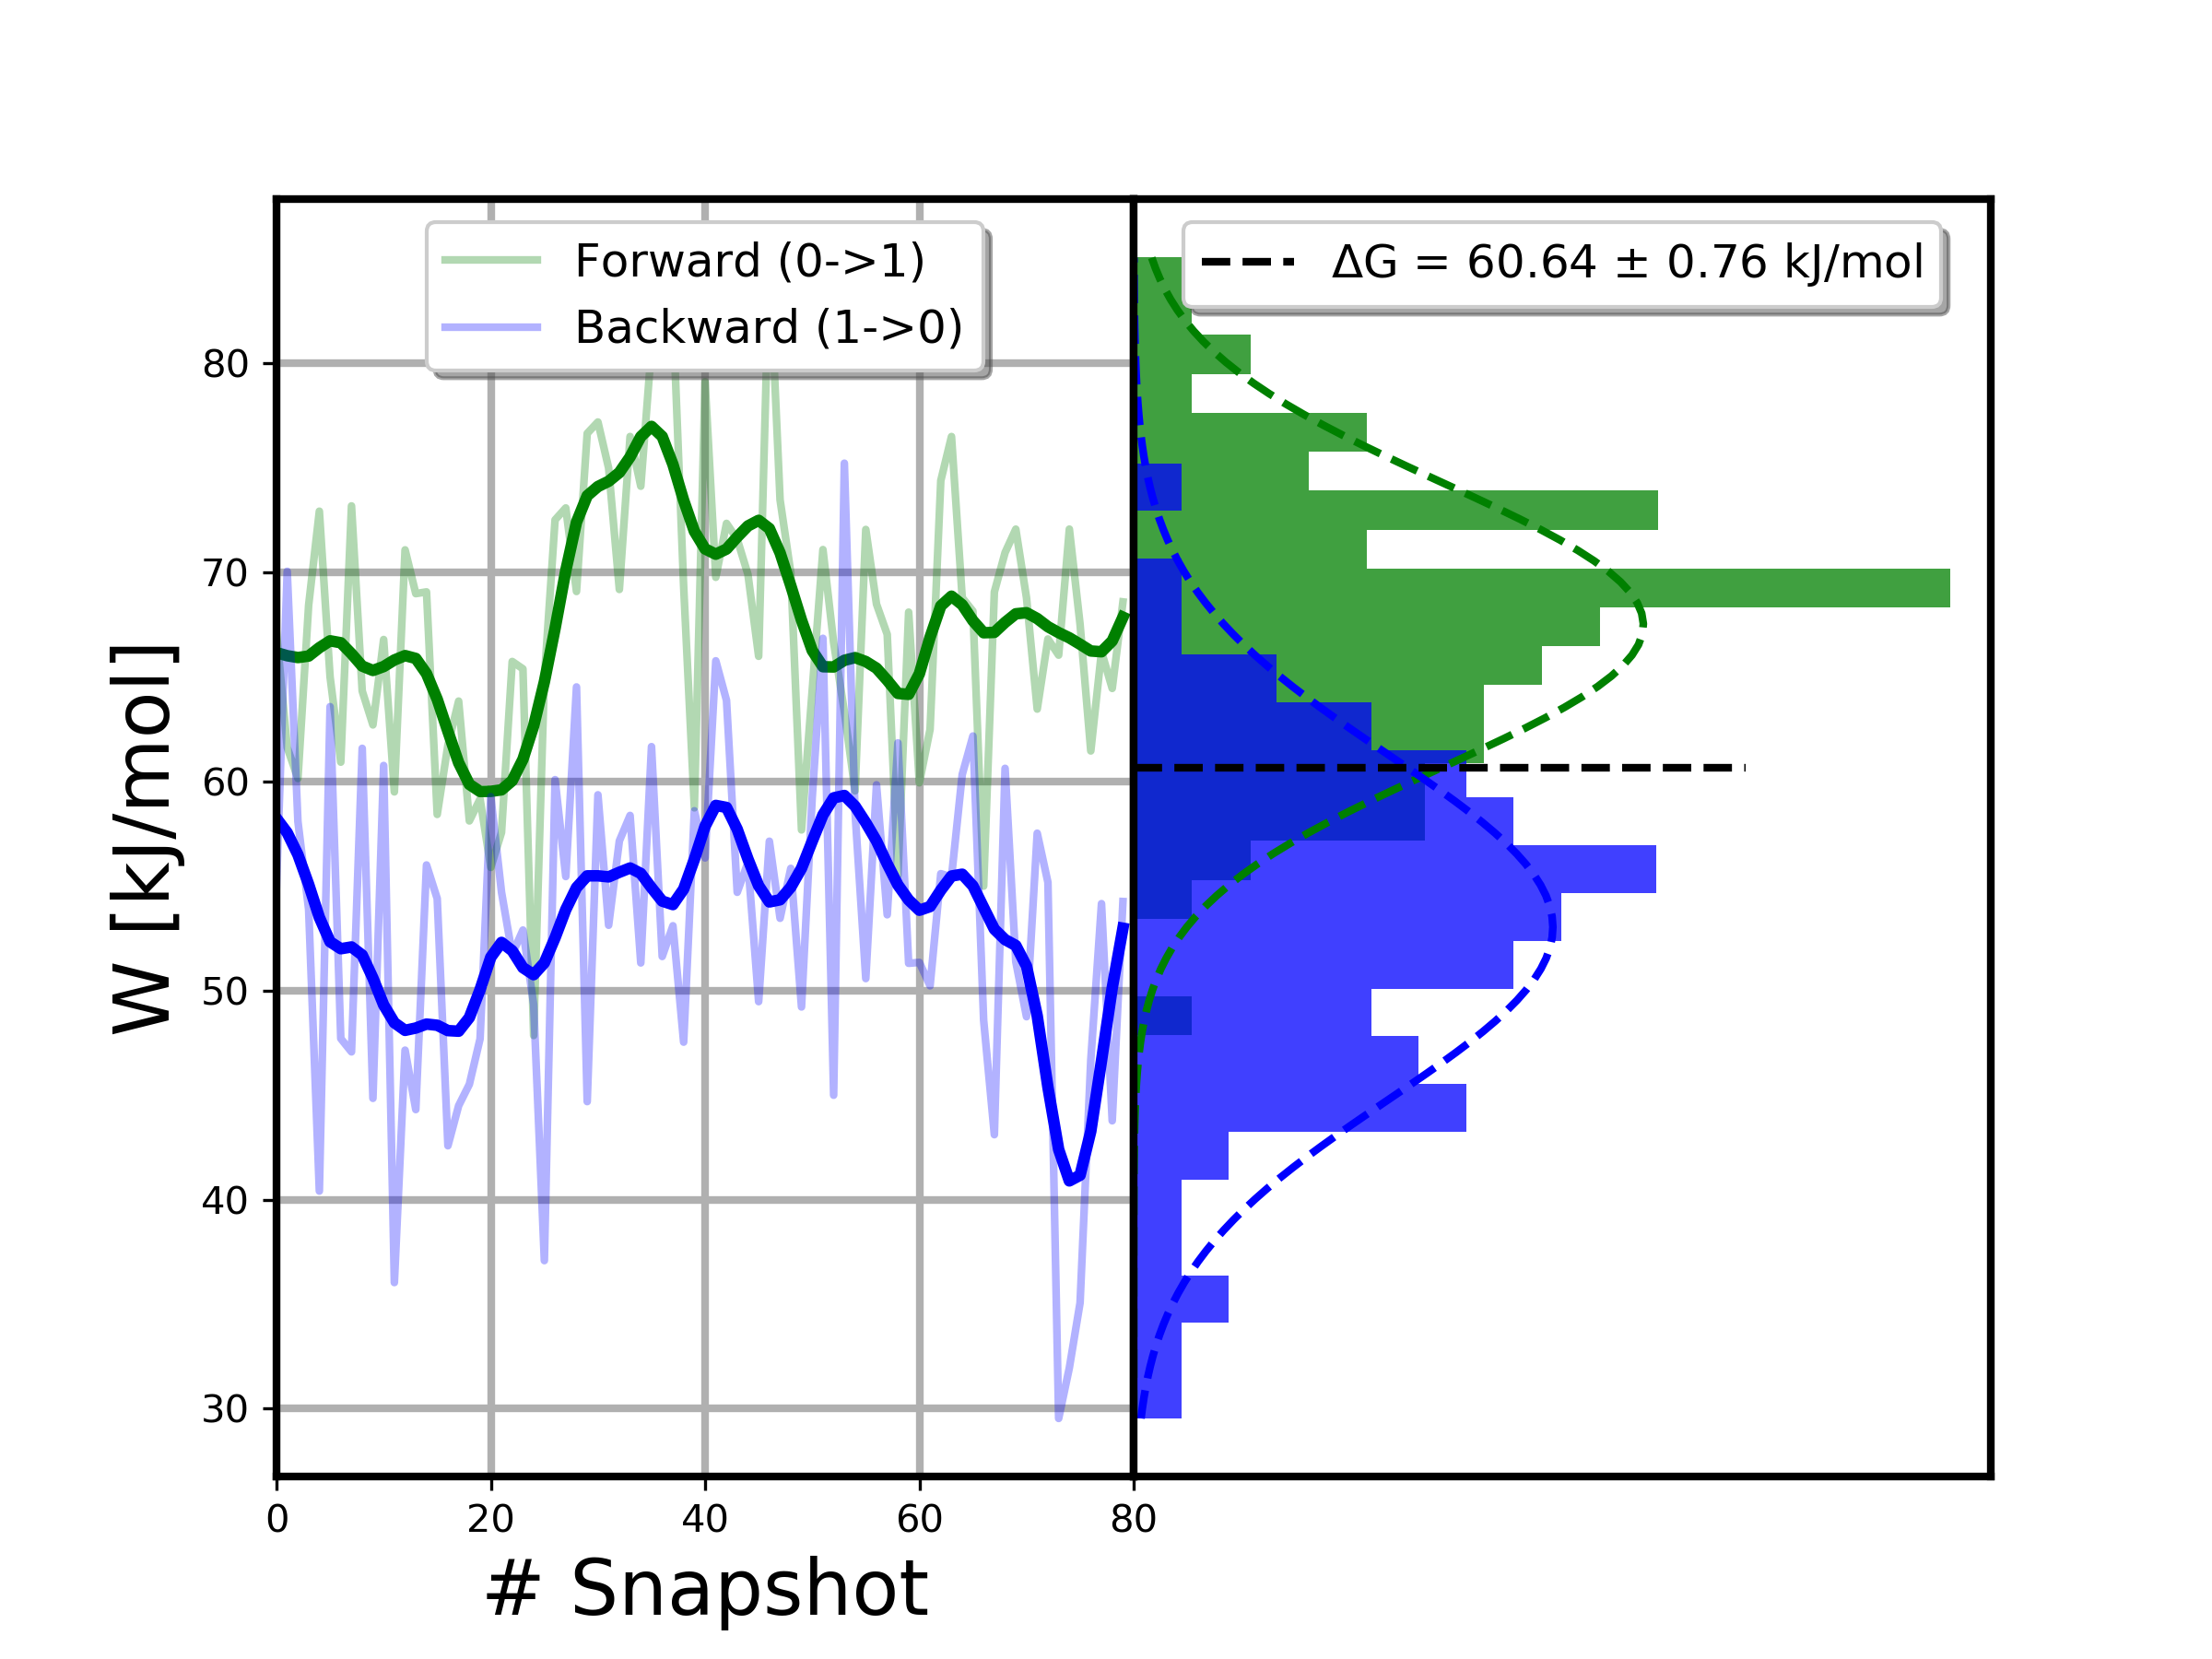 Forward (0->1)
Backward (1->0)
ΔG = 60.64 ± 0.76 kJ/mol
80
70
60
50
40
30
W [kJ/mol]
0 20 40 60 80
# Snapshot